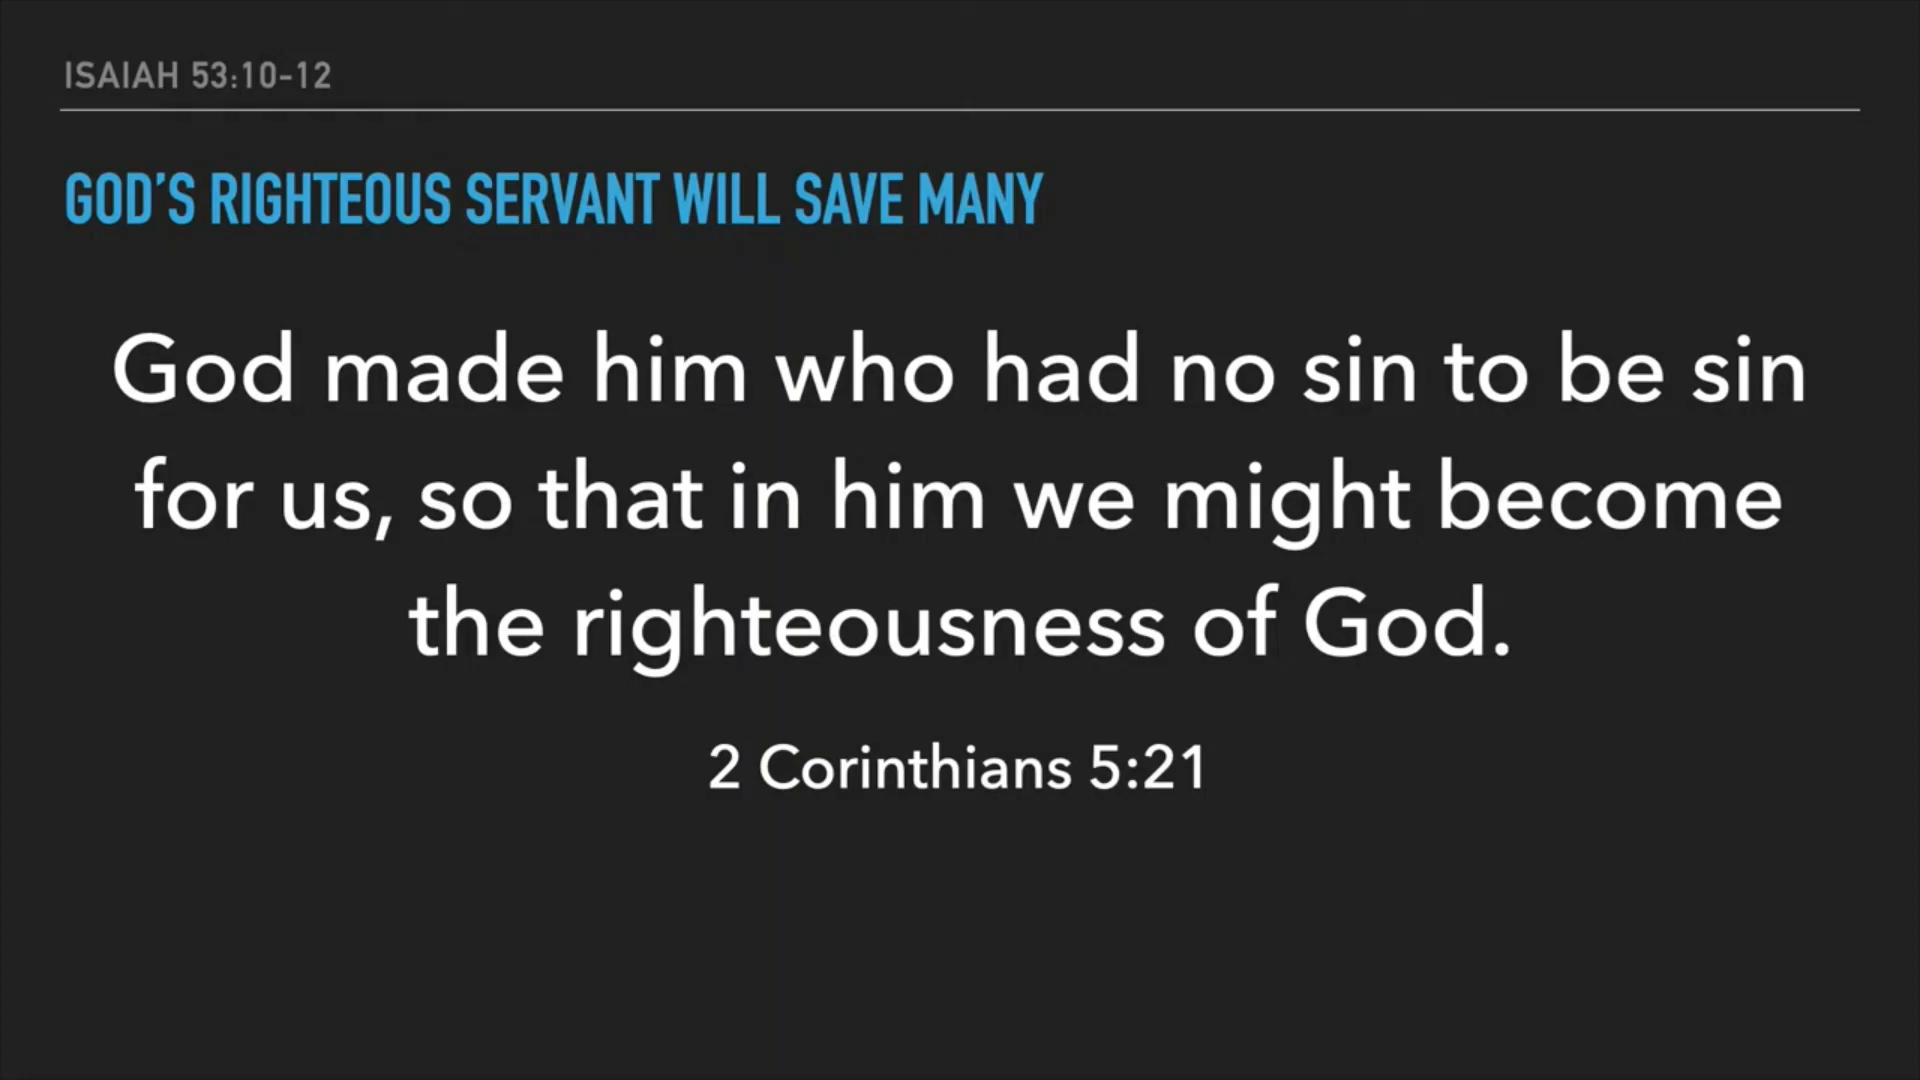 ISAIAH 53:10-12
GOD’S RIGHTEOUS SERVANT WILL SAVE MANY
God made him who had no sin to be sin
for us, so that in him we might become
the righteousness of God.
2 Corinthians 5:21